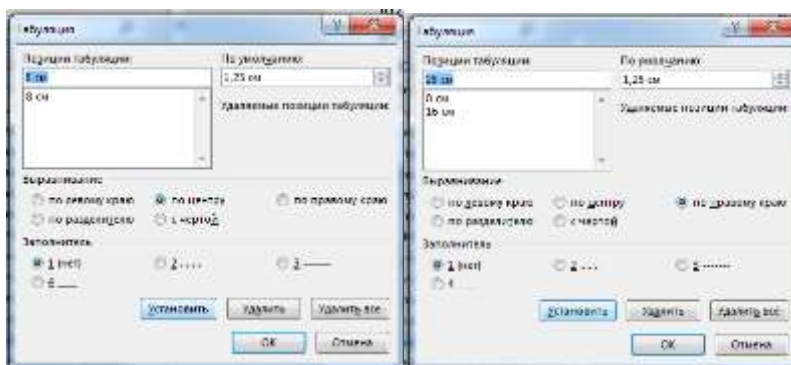 Табуляция
Позиции табуляции: По умолчанию:
8 см 1,25 см
8 см
Удаляемые позиции табуляции:
Выравнивание
по левому краю по центру по правому краю
по разделителю с чертой
Заполнитель
1 (нет) 2 ..... 3 -------
4 ___
Установить Удалить Удалить все
ОК Отмена
Табуляция
Позиции табуляции: По умолчанию:
16 см 1,25 см
8 см
16 см
Удаляемые позиции табуляции:
Выравнивание
по левому краю по центру по правому краю
по разделителю с чертой
Заполнитель
1 (нет) 2 .....
4
Установить Удалить Удалить все
ОК Отмена